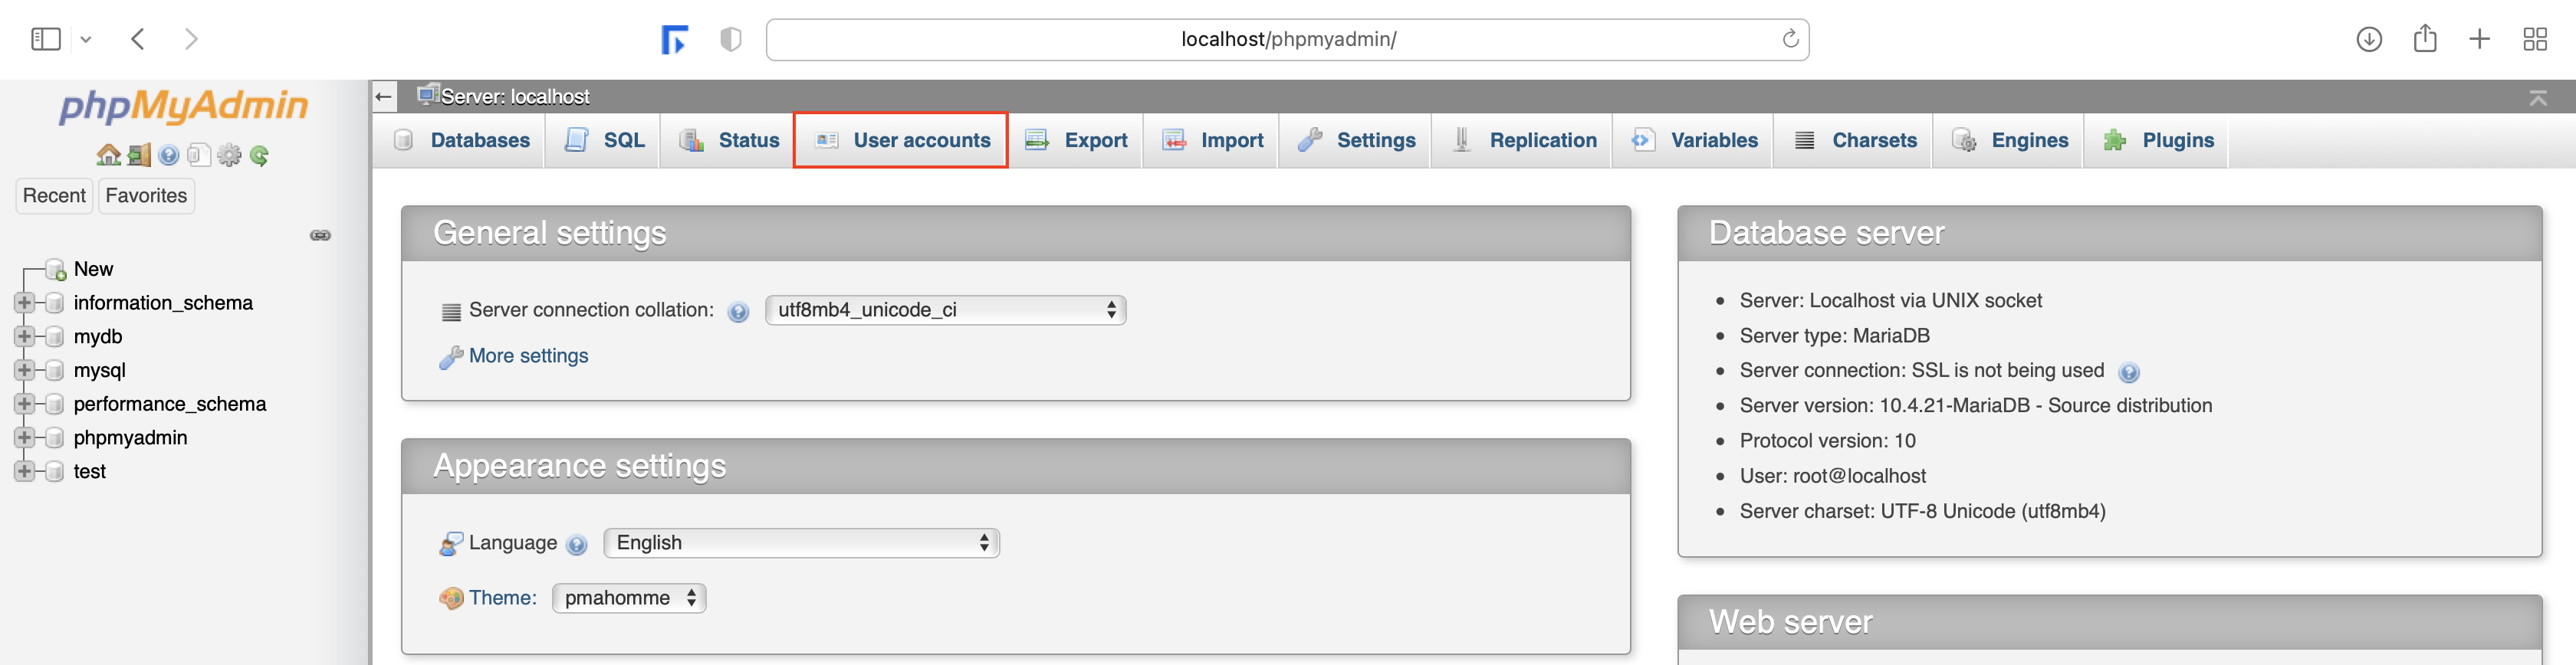 localhost/phpmyadmin/
phpMyAdmin
Recent Favorites
New
information_schema
mydb
mysql
performance_schema
phpmyadmin
test
Server: localhost
Databases SQL Status User accounts Export Import Settings Replication Variables Charsets Engines Plugins
General settings
Server connection collation: utf8mb4_unicode_ci
More settings
Appearance settings
Language English
Theme: pmahomme
Database server
Server: Localhost via UNIX socket
Server type: MariaDB
Server connection: SSL is not being used
Server version: 10.4.21-MariaDB - Source distribution
Protocol version: 10
User: root@localhost
Server charset: UTF-8 Unicode (utf8mb4)
Web server